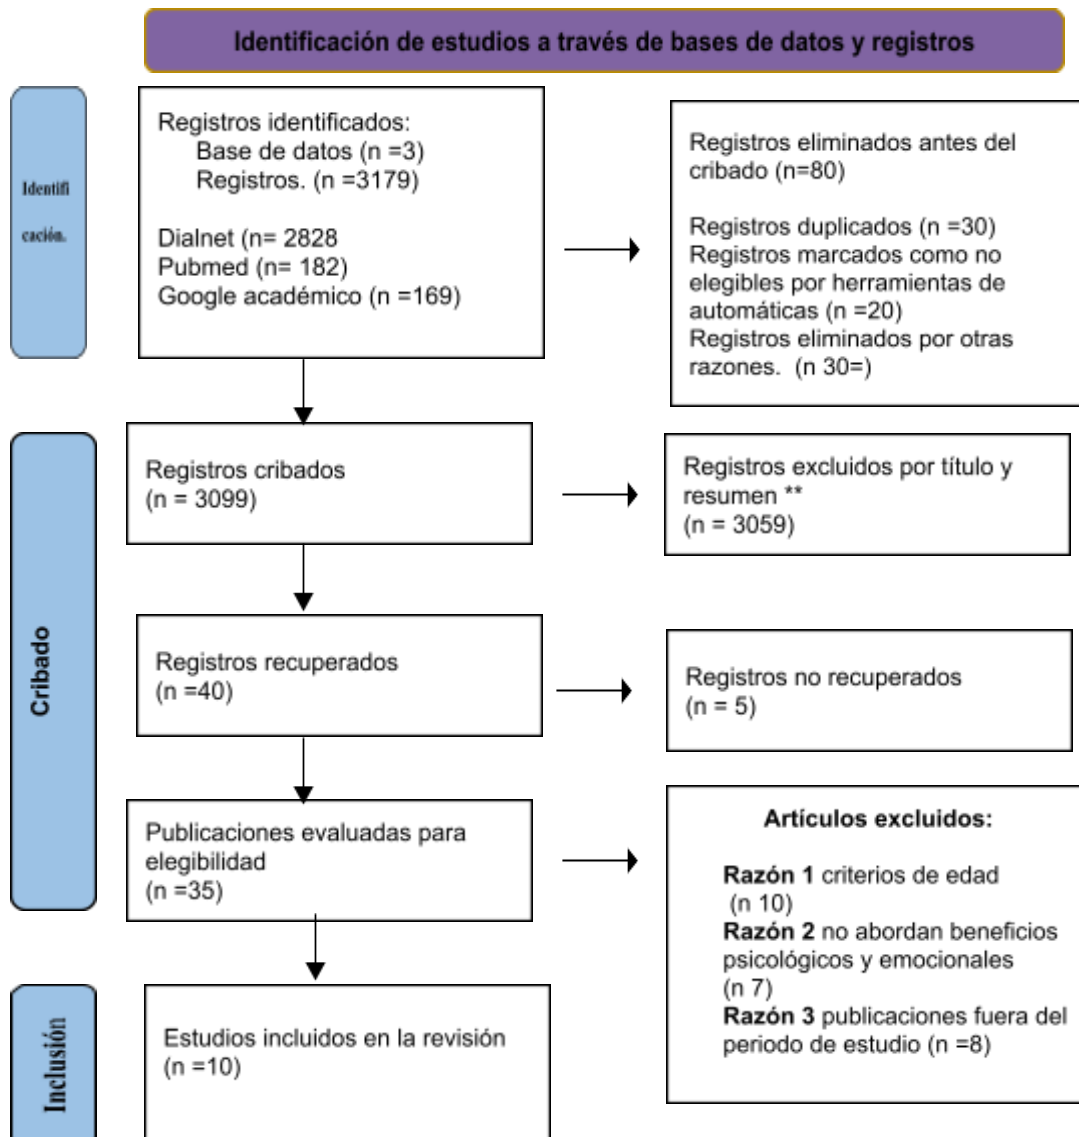 Identificación de estudios a través de bases de datos y registros
Identifi
cación.
Registros identificados:
Base de datos (n =3)
Registros. (n =3179)
Dialnet (n= 2828
Pubmed (n= 182)
Google académico (n =169)
Registros eliminados antes del
cribado (n=80)
Registros duplicados (n =30)
Registros marcados como no
elegibles por herramientas de
automáticas (n =20)
Registros eliminados por otras
razones. (n 30=)
Cribado
Registros cribados
(n = 3099)
Registros excluidos por título y
resumen **
(n = 3059)
Registros recuperados
(n =40)
Registros no recuperados
(n = 5)
Publicaciones evaluadas para
elegibilidad
(n =35)
Artículos excluidos:
Razón 1 criterios de edad
(n 10)
Razón 2 no abordan beneficios
psicológicos y emocionales
(n 7)
Razón 3 publicaciones fuera del
periodo de estudio (n =8)
Inclusión
Estudios incluidos en la revisión
(n =10)